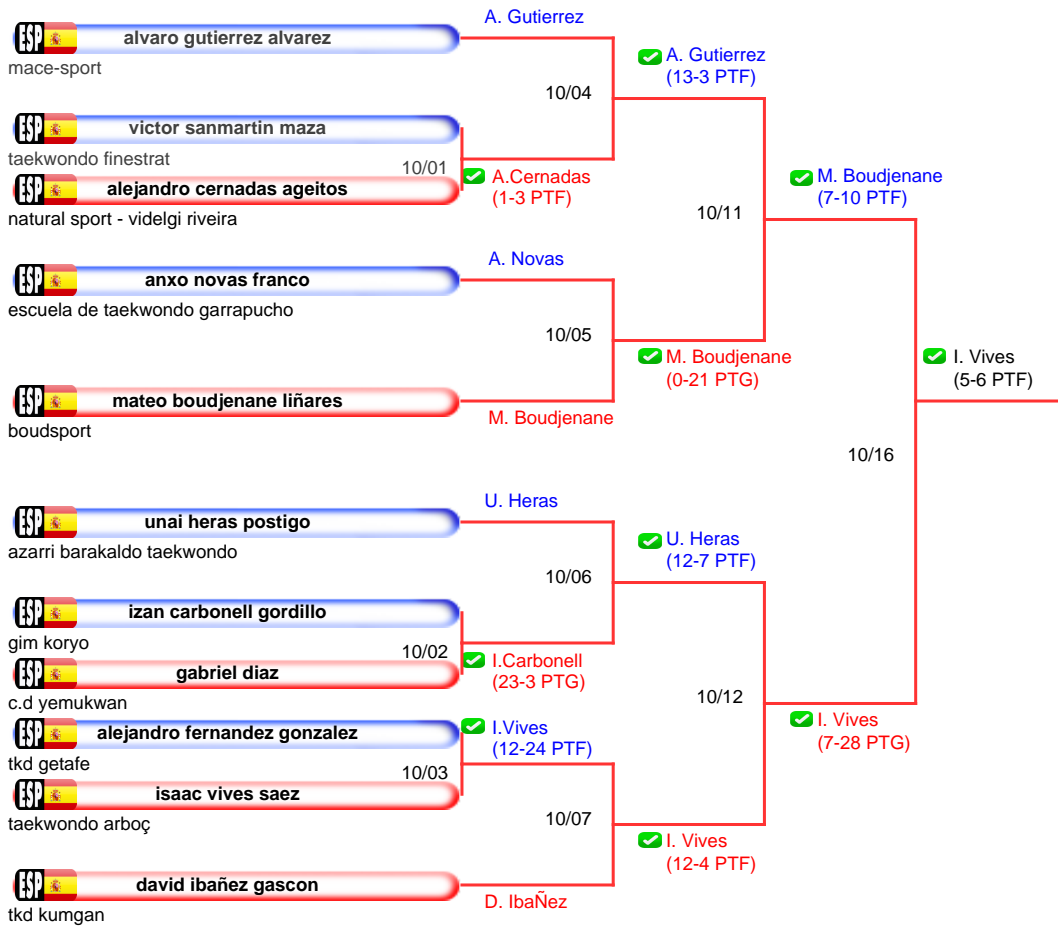 A. Gutierrez
ESP alvaro gutierrez alvarez
mace-sport
A. Gutierrez
(13-3 PTF)
10/04
ESP victor sanmartin maza
taekwondo finestrat
10/01
A.Cernadas
(1-3 PTF)
ESP alejandro cernadas ageitos
natural sport - videlgi riveira
M. Boudjenane
(7-10 PTF)
10/11
A. Novas
ESP anxo novas franco
escuela de taekwondo garrapucho
10/05
M. Boudjenane
(0-21 PTG)
I. Vives
(5-6 PTF)
ESP mateo boudjenane liñares
boudsport
M. Boudjenane
10/16
U. Heras
ESP unai heras postigo
azarri barakaldo taekwondo
U. Heras
(12-7 PTF)
10/06
ESP izan carbonell gordillo
gim koryo
10/02
I.Carbonell
(23-3 PTG)
ESP gabriel diaz
c.d yemukwan
10/12
I. Vives
(7-28 PTG)
ESP alejandro fernandez gonzalez
tkd getafe
I.Vives
(12-24 PTF)
10/03
ESP isaac vives saez
taekwondo arboç
10/07
I. Vives
(12-4 PTF)
ESP david ibañez gascon
tkd kumgan
D. IbaÑez